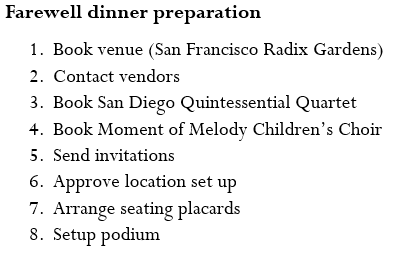 Farewell dinner preparation
1. Book venue (San Francisco Radix Gardens)
2. Contact vendors
3. Book San Diego Quintessential Quartet
4. Book Moment of Melody Children's Choir
5. Send invitations
6. Approve location set up
7. Arrange seating placards
8. Setup podium